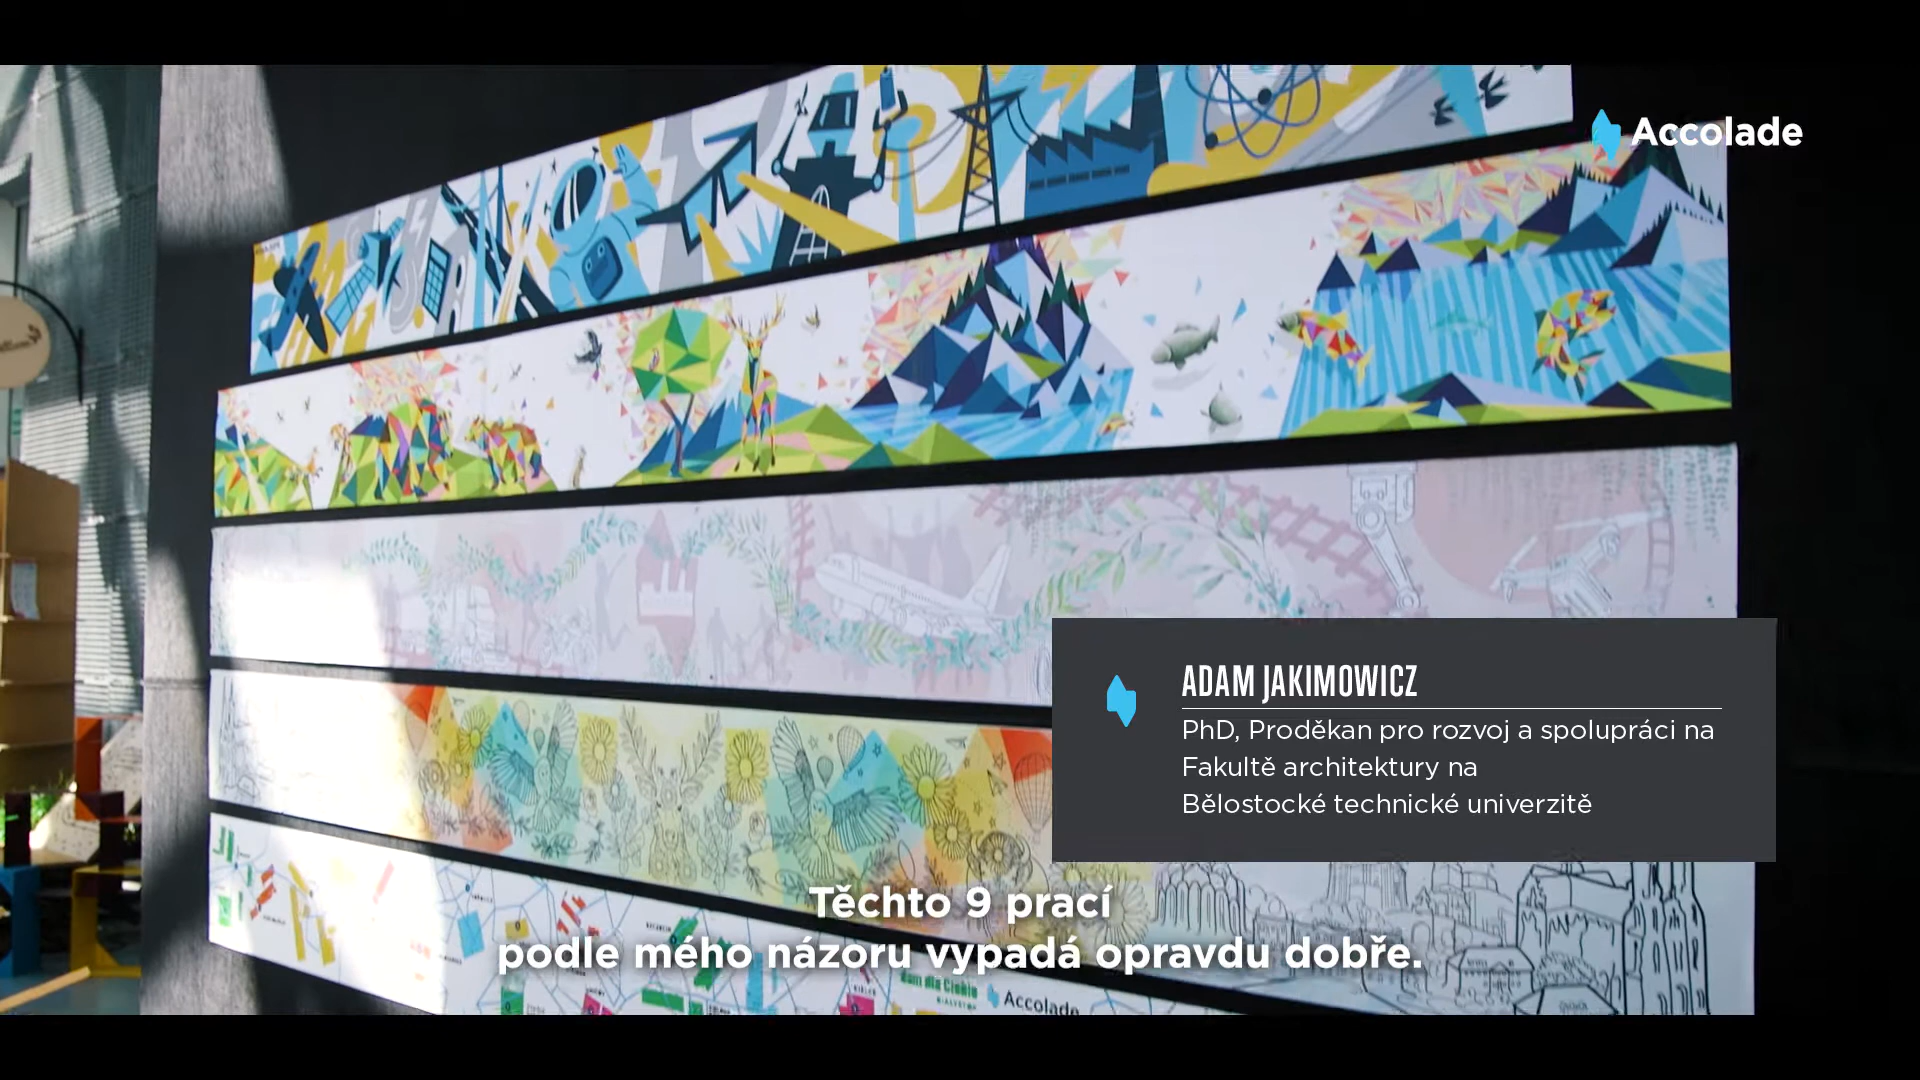 Accolade
ADAM JAKIMOWICZ
PhD, Proděkan pro rozvoj a spolupráci na
Fakultě architektury na
Bělostocké technické univerzitě
Těchto 9 prací
podle mého názoru vypadá opravdu dobře.
Accolade